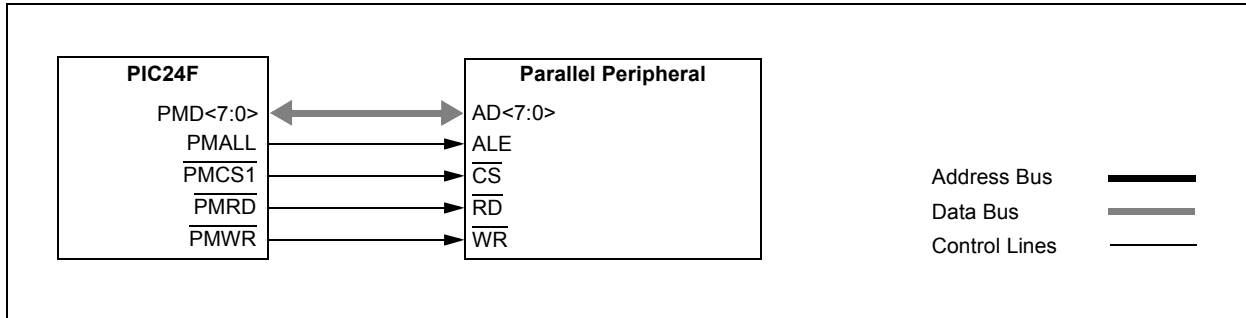 PIC24F
PMD<7:0>
PMALL
PMCS1
PMRD
PMWR
Parallel Peripheral
AD<7:0>
ALE
CS
RD
WR
Address Bus
Data Bus
Control Lines